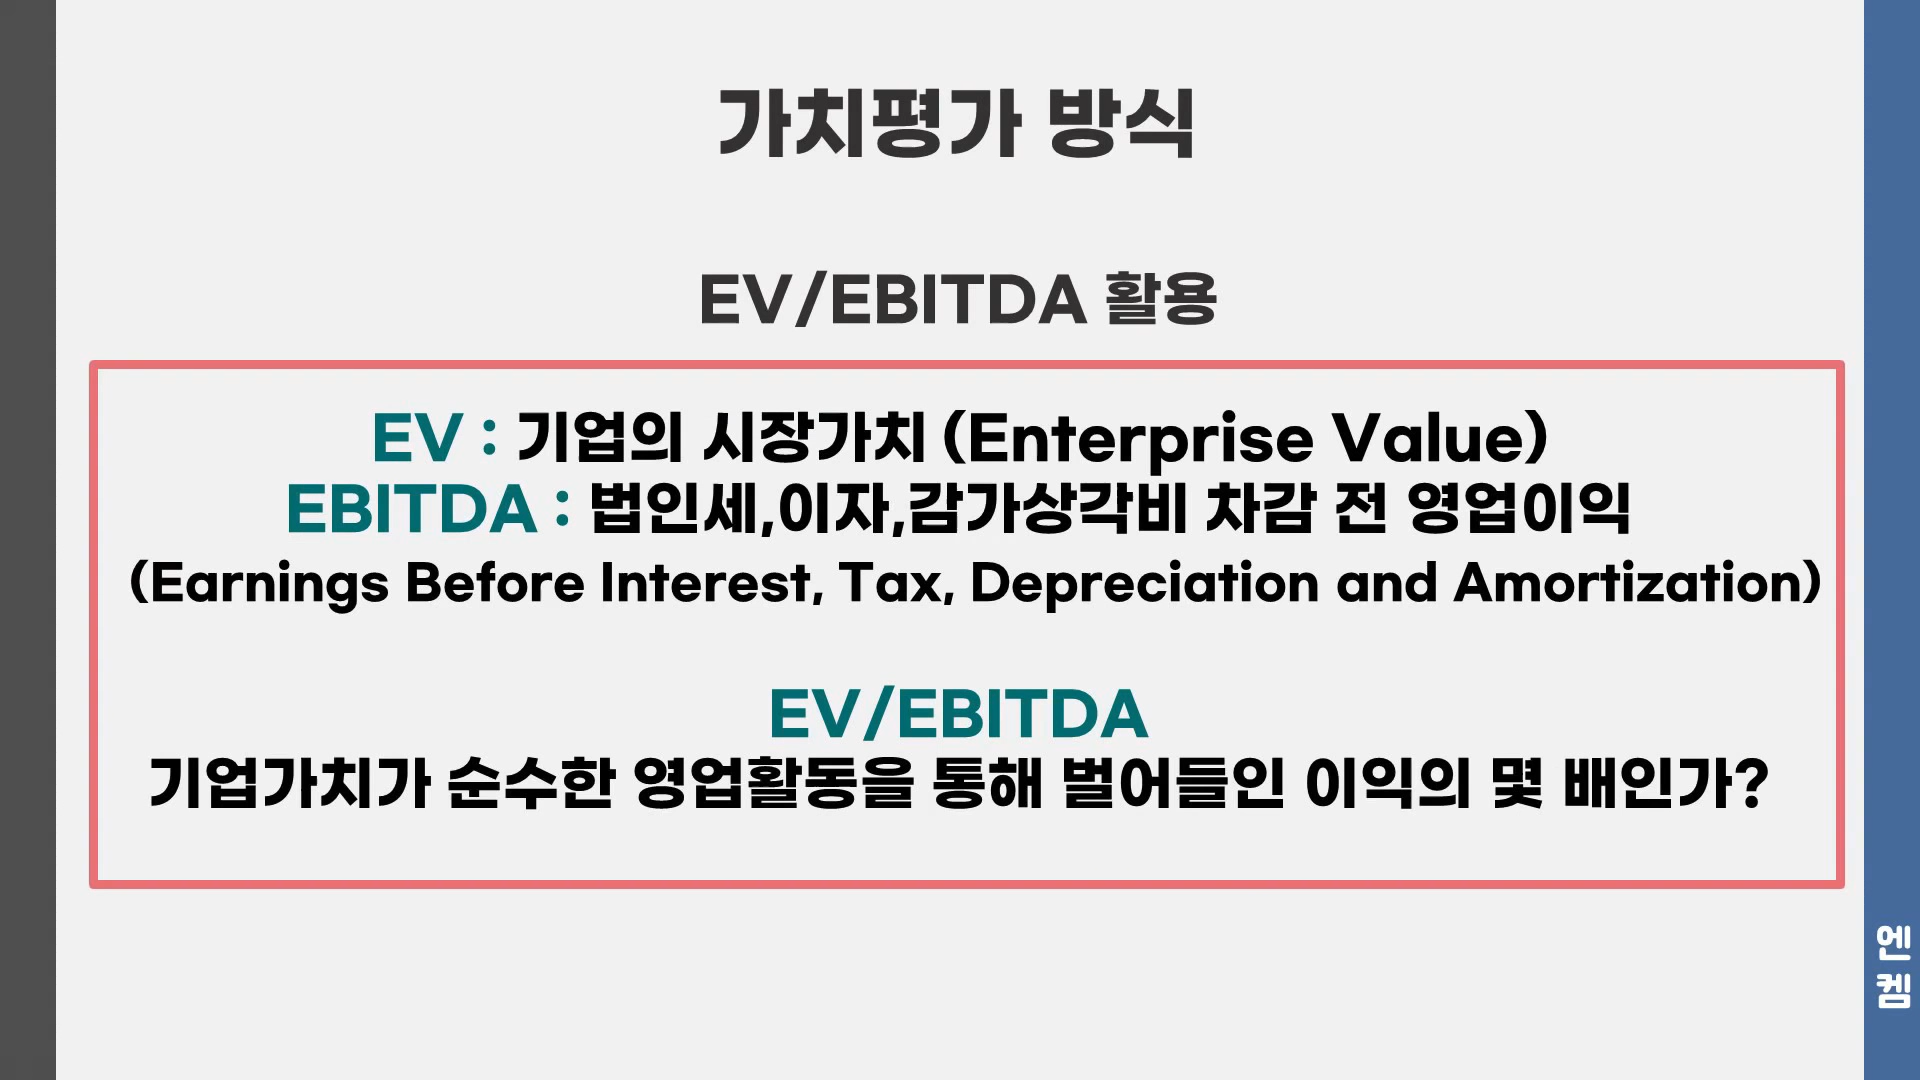 가치평가 방식
EV/EBITDA 활용
EV : 기업의 시장가치 (Enterprise Value)
EBITDA : 법인세,이자,감가상각비 차감 전 영업이익
(Earnings Before Interest, Tax, Depreciation and Amortization)
EV/EBITDA
기업가치가 순수한 영업활동을 통해 벌어들인 이익의 몇 배인가?
엔켐